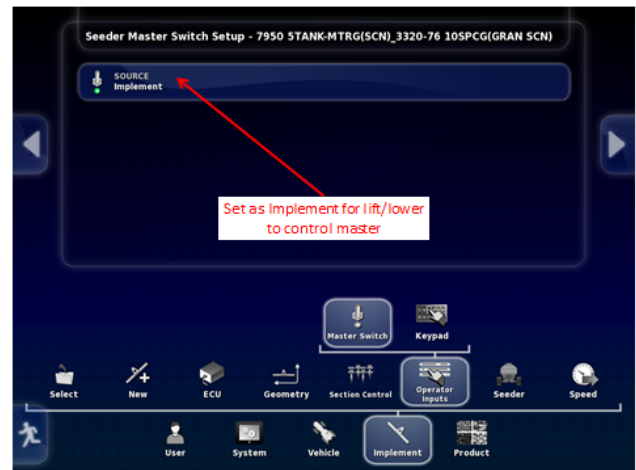 Seeder Master Switch Setup - 7950 5TANK-MTRG(SCN)_3320-76 10SPCG(GRAN SCN)
SOURCE
Implement
Set as Implement for lift/lower
to control master
Master Switch
Keypad
Select
New
ECU
Geometry
Section Control
Operator
Inputs
Seeder
Speed
User
System
Vehicle
Implement
Product